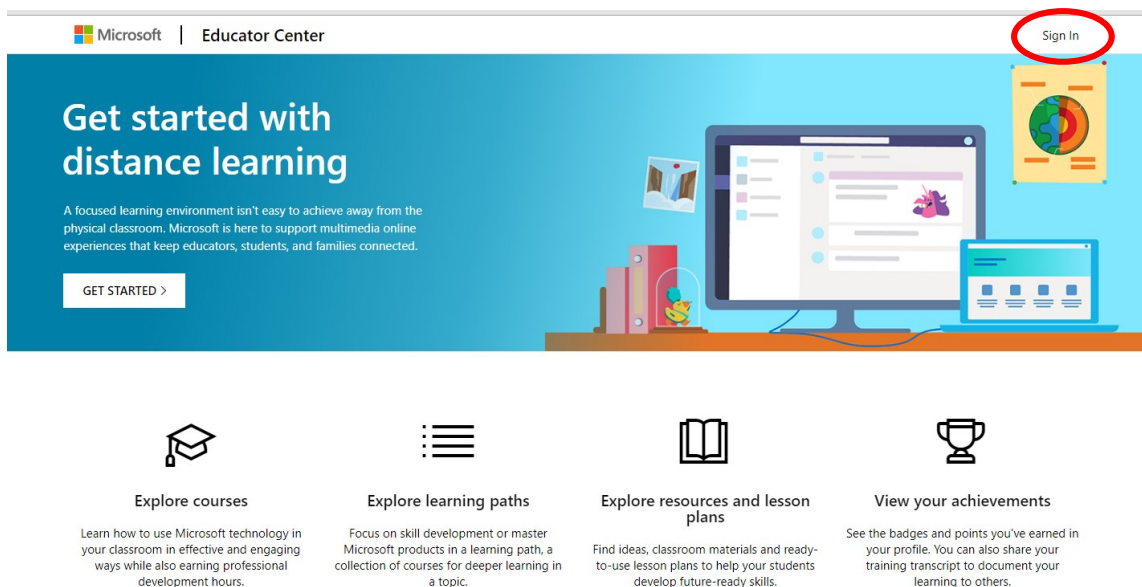 Microsoft | Educator Center
Sign In
Get started with
distance learning
A focused learning environment isn't easy to achieve away from the
physical classroom. Microsoft is here to support multimedia online
experiences that keep educators, students, and families connected.
GET STARTED >
Explore courses
Learn how to use Microsoft technology in
your classroom in effective and engaging
ways while also earning professional
development hours.
Explore learning paths
Focus on skill development or master
Microsoft products in a learning path, a
collection of courses for deeper learning in
a topic.
Explore resources and lesson
plans
Find ideas, classroom materials and ready-
to-use lesson plans to help your students
develop future-ready skills.
View your achievements
See the badges and points you've earned in
your profile. You can also share your
training transcript to document your
learning to others.